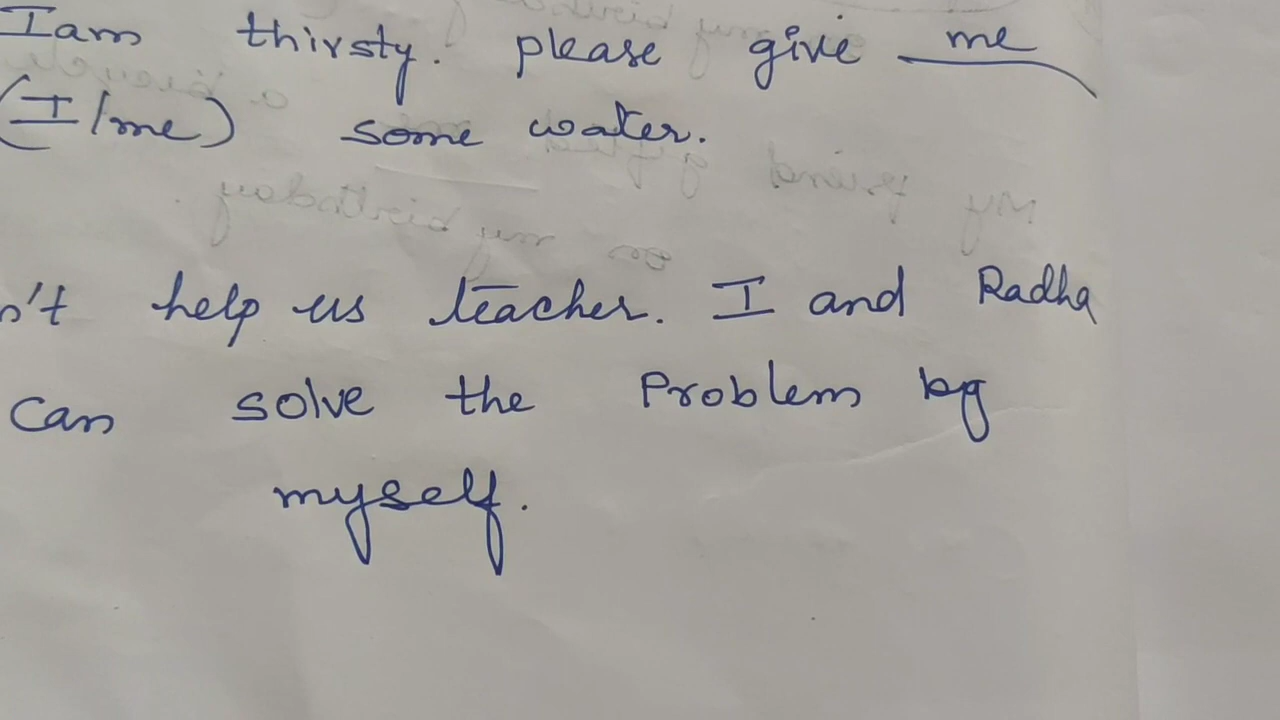 Iam thirsty. please give me
(I/me) some water.
n't help us teacher. I and Radha
can solve the Problem by
myself.